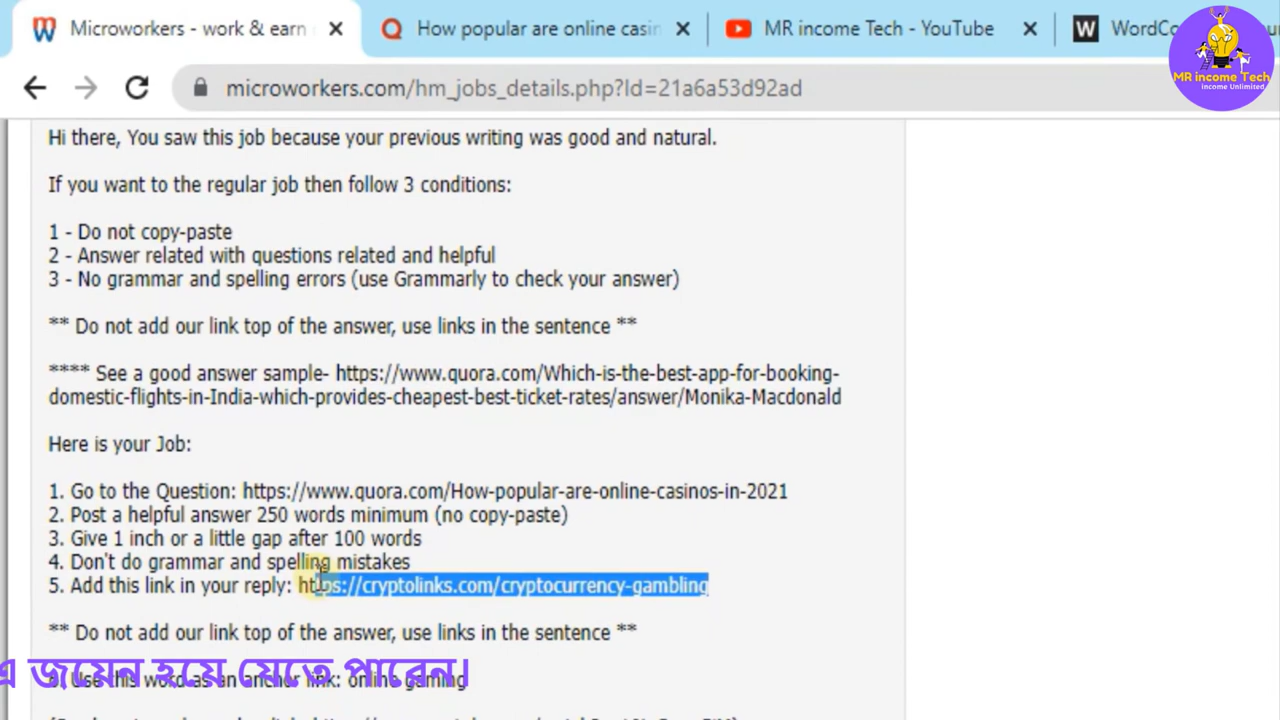 Microworkers - work & earn
How popular are online casin
MR income Tech - YouTube
WordCo
MR income Tech
Income Unlimited
microworkers.com/hm_jobs_details.php?Id=21a6a53d92ad
Hi there, You saw this job because your previous writing was good and natural.
If you want to the regular job then follow 3 conditions:
1 - Do not copy-paste
2 - Answer related with questions related and helpful
3 - No grammar and spelling errors (use Grammarly to check your answer)
** Do not add our link top of the answer, use links in the sentence **
**** See a good answer sample- https://www.quora.com/Which-is-the-best-app-for-booking-
domestic-flights-in-India-which-provides-cheapest-best-ticket-rates/answer/Monika-Macdonald
Here is your Job:
1. Go to the Question: https://www.quora.com/How-popular-are-online-casinos-in-2021
2. Post a helpful answer 250 words minimum (no copy-paste)
3. Give 1 inch or a little gap after 100 words
4. Don't do grammar and spelling mistakes
5. Add this link in your reply: https://cryptolinks.com/cryptocurrency-gambling
** Do not add our link top of the answer, use links in the sentence **
এ জয়েন হয়ে যেতে পারেন।
6. Use this word as an anchor link: online gaming